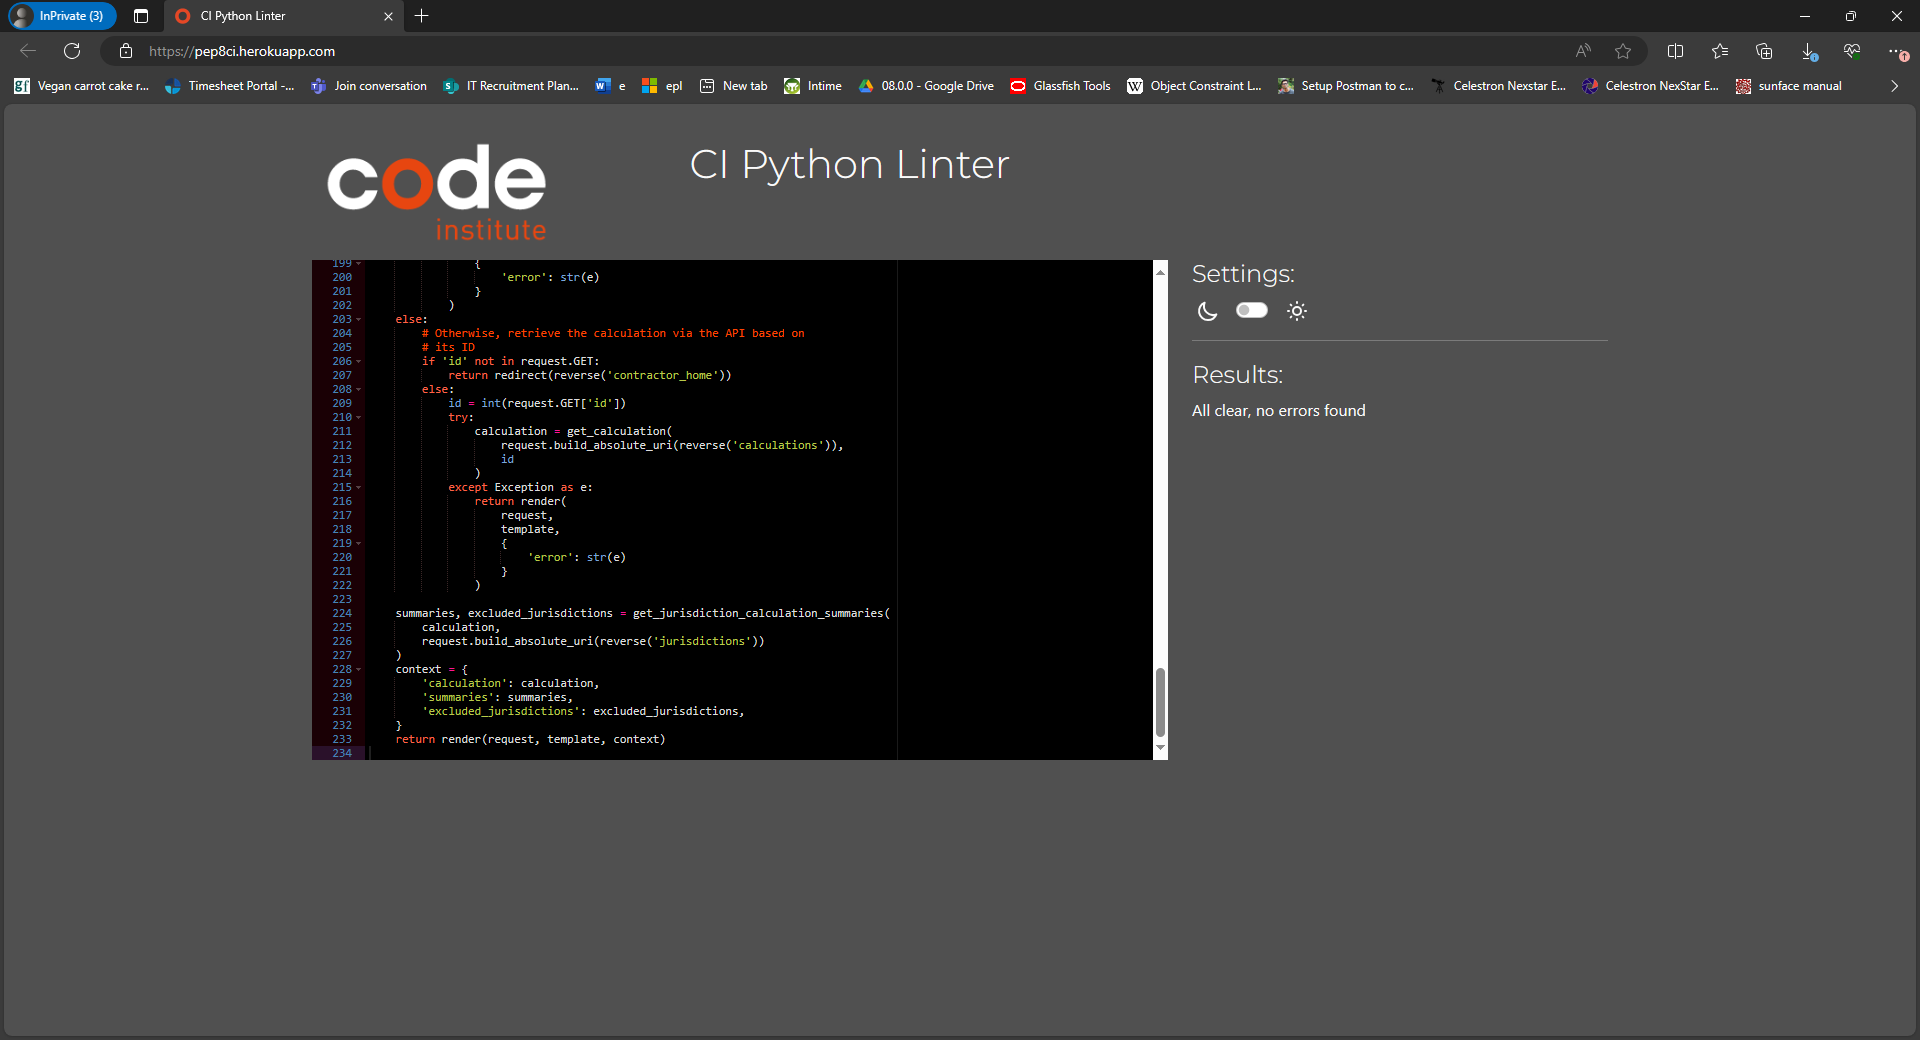 InPrivate (3)
CI Python Linter
https://pep8ci.herokuapp.com
Vegan carrot cake r...
Timesheet Portal -...
Join conversation
IT Recruitment Plan...
e
epl
New tab
Intime
08.0.0 - Google Drive
Glassfish Tools
Object Constraint L...
Setup Postman to c...
Celestron Nexstar E...
Celestron NexStar E...
sunface manual
code
institute
CI Python Linter
199 {
200 'error': str(e)
201 }
202 )
203 else:
204 # Otherwise, retrieve the calculation via the API based on
205 # its ID
206 if 'id' not in request.GET:
207 return redirect(reverse('contractor_home'))
208 else:
209 id = int(request.GET['id'])
210 try:
211 calculation = get_calculation(
212 request.build_absolute_uri(reverse('calculations')),
213 id
214 )
215 except Exception as e:
216 return render(
217 request,
218 template,
219 {
220 'error': str(e)
221 }
222 )
223
224 summaries, excluded_jurisdictions = get_jurisdiction_calculation_summaries(
225 calculation,
226 request.build_absolute_uri(reverse('jurisdictions'))
227 )
228 context = {
229 'calculation': calculation,
230 'summaries': summaries,
231 'excluded_jurisdictions': excluded_jurisdictions,
232 }
233 return render(request, template, context)
234
Settings:
Results:
All clear, no errors found